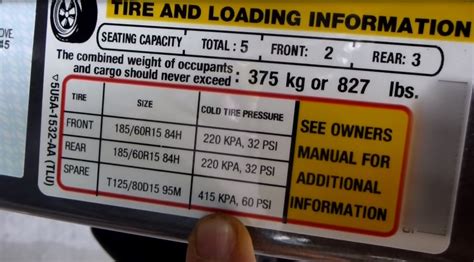 TIRE AND LOADING INFORMATION
SEATING CAPACITY TOTAL : 5 FRONT: 2 REAR: 3
The combined weight of occupants
and cargo should never exceed : 375 kg or 827 lbs.
TIRE SIZE COLD TIRE PRESSURE
FRONT 185/60R15 84H 220 KPA, 32 PSI
REAR 185/60R15 84H 220 KPA, 32 PSI
SPARE T125/80D15 95M 415 KPA, 60 PSI
SEE OWNERS
MANUAL FOR
ADDITIONAL
INFORMATION
5U5A-1532-AA (TLU)